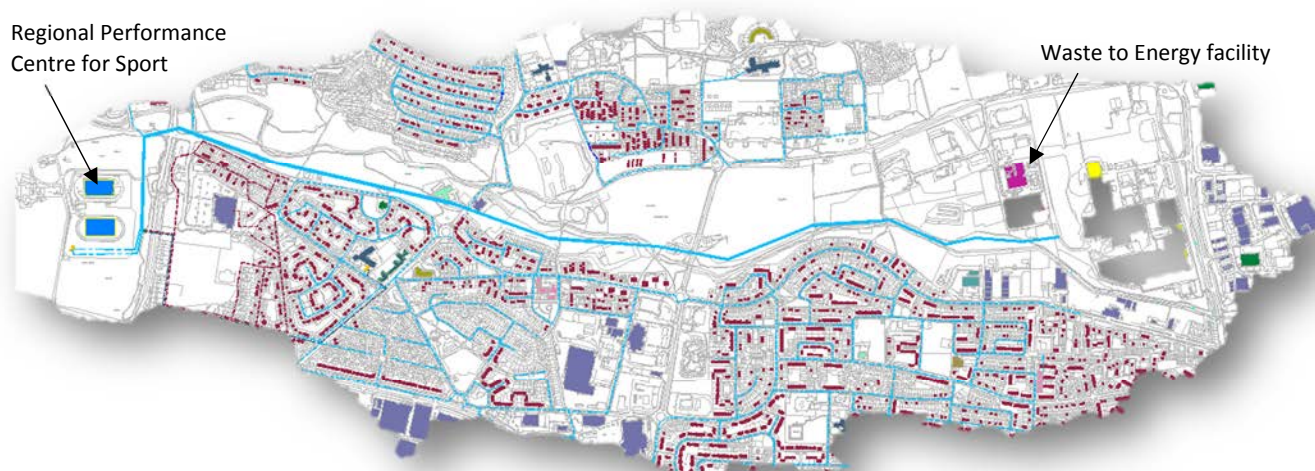 Regional Performance
Centre for Sport
Waste to Energy facility